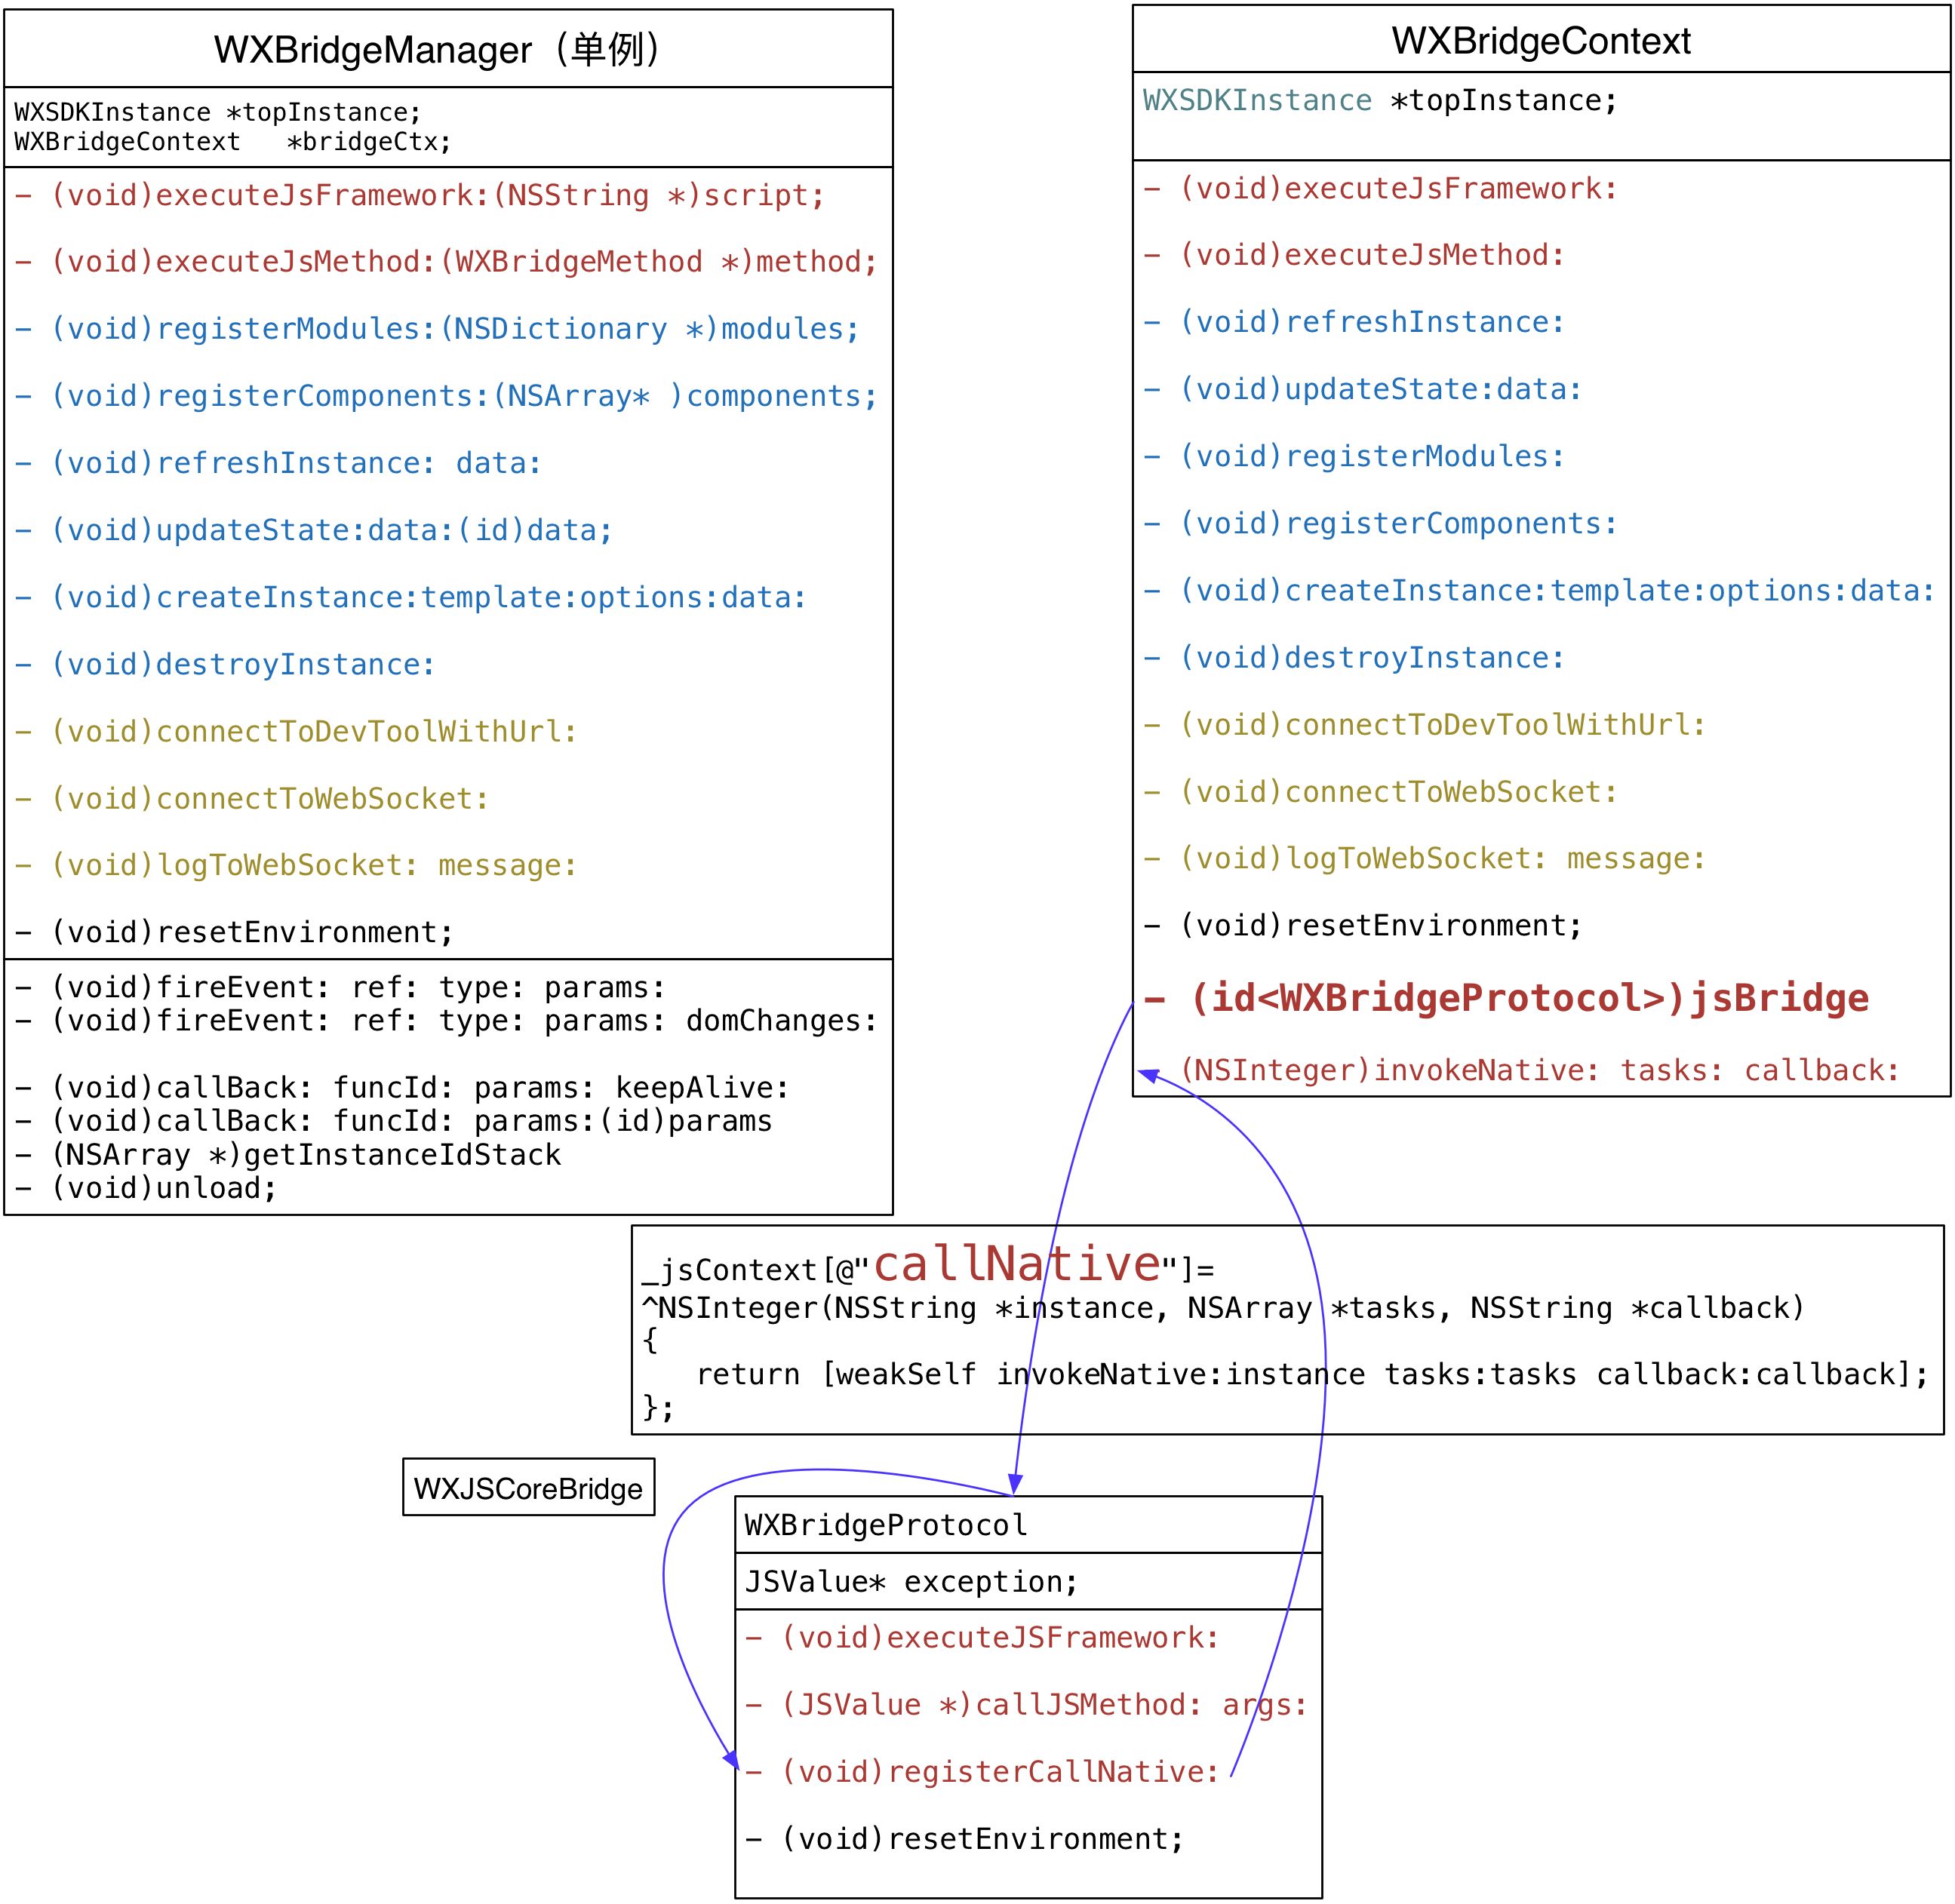 WXBridgeManager（单例）
WXSDKInstance *topInstance;
WXBridgeContext   *bridgeCtx;
- (void)executeJsFramework:(NSString *)script;
- (void)executeJsMethod:(WXBridgeMethod *)method;
- (void)registerModules:(NSDictionary *)modules;
- (void)registerComponents:(NSArray* )components;
- (void)refreshInstance: data:
- (void)updateState:data:(id)data;
- (void)createInstance:template:options:data:
- (void)destroyInstance:
- (void)connectToDevToolWithUrl:
- (void)connectToWebSocket:
- (void)logToWebSocket: message:
- (void)resetEnvironment;
- (void)fireEvent: ref: type: params:
- (void)fireEvent: ref: type: params: domChanges:
- (void)callBack: funcId: params: keepAlive:
- (void)callBack: funcId: params:(id)params
- (NSArray *)getInstanceIdStack
- (void)unload;
WXBridgeContext
WXSDKInstance *topInstance;
- (void)executeJsFramework:
- (void)executeJsMethod:
- (void)refreshInstance:
- (void)updateState:data:
- (void)registerModules:
- (void)registerComponents:
- (void)createInstance:template:options:data:
- (void)destroyInstance:
- (void)connectToDevToolWithUrl:
- (void)connectToWebSocket:
- (void)logToWebSocket: message:
- (void)resetEnvironment;
- (id<WXBridgeProtocol>)jsBridge
(NSInteger)invokeNative: tasks: callback:
_jsContext[@"callNative"]=
^NSInteger(NSString *instance, NSArray *tasks, NSString *callback)
{
   return [weakSelf invokeNative:instance tasks:tasks callback:callback];
};
WXJSCoreBridge
WXBridgeProtocol
JSValue* exception;
- (void)executeJSFramework:
- (JSValue *)callJSMethod: args:
- (void)registerCallNative:
- (void)resetEnvironment;